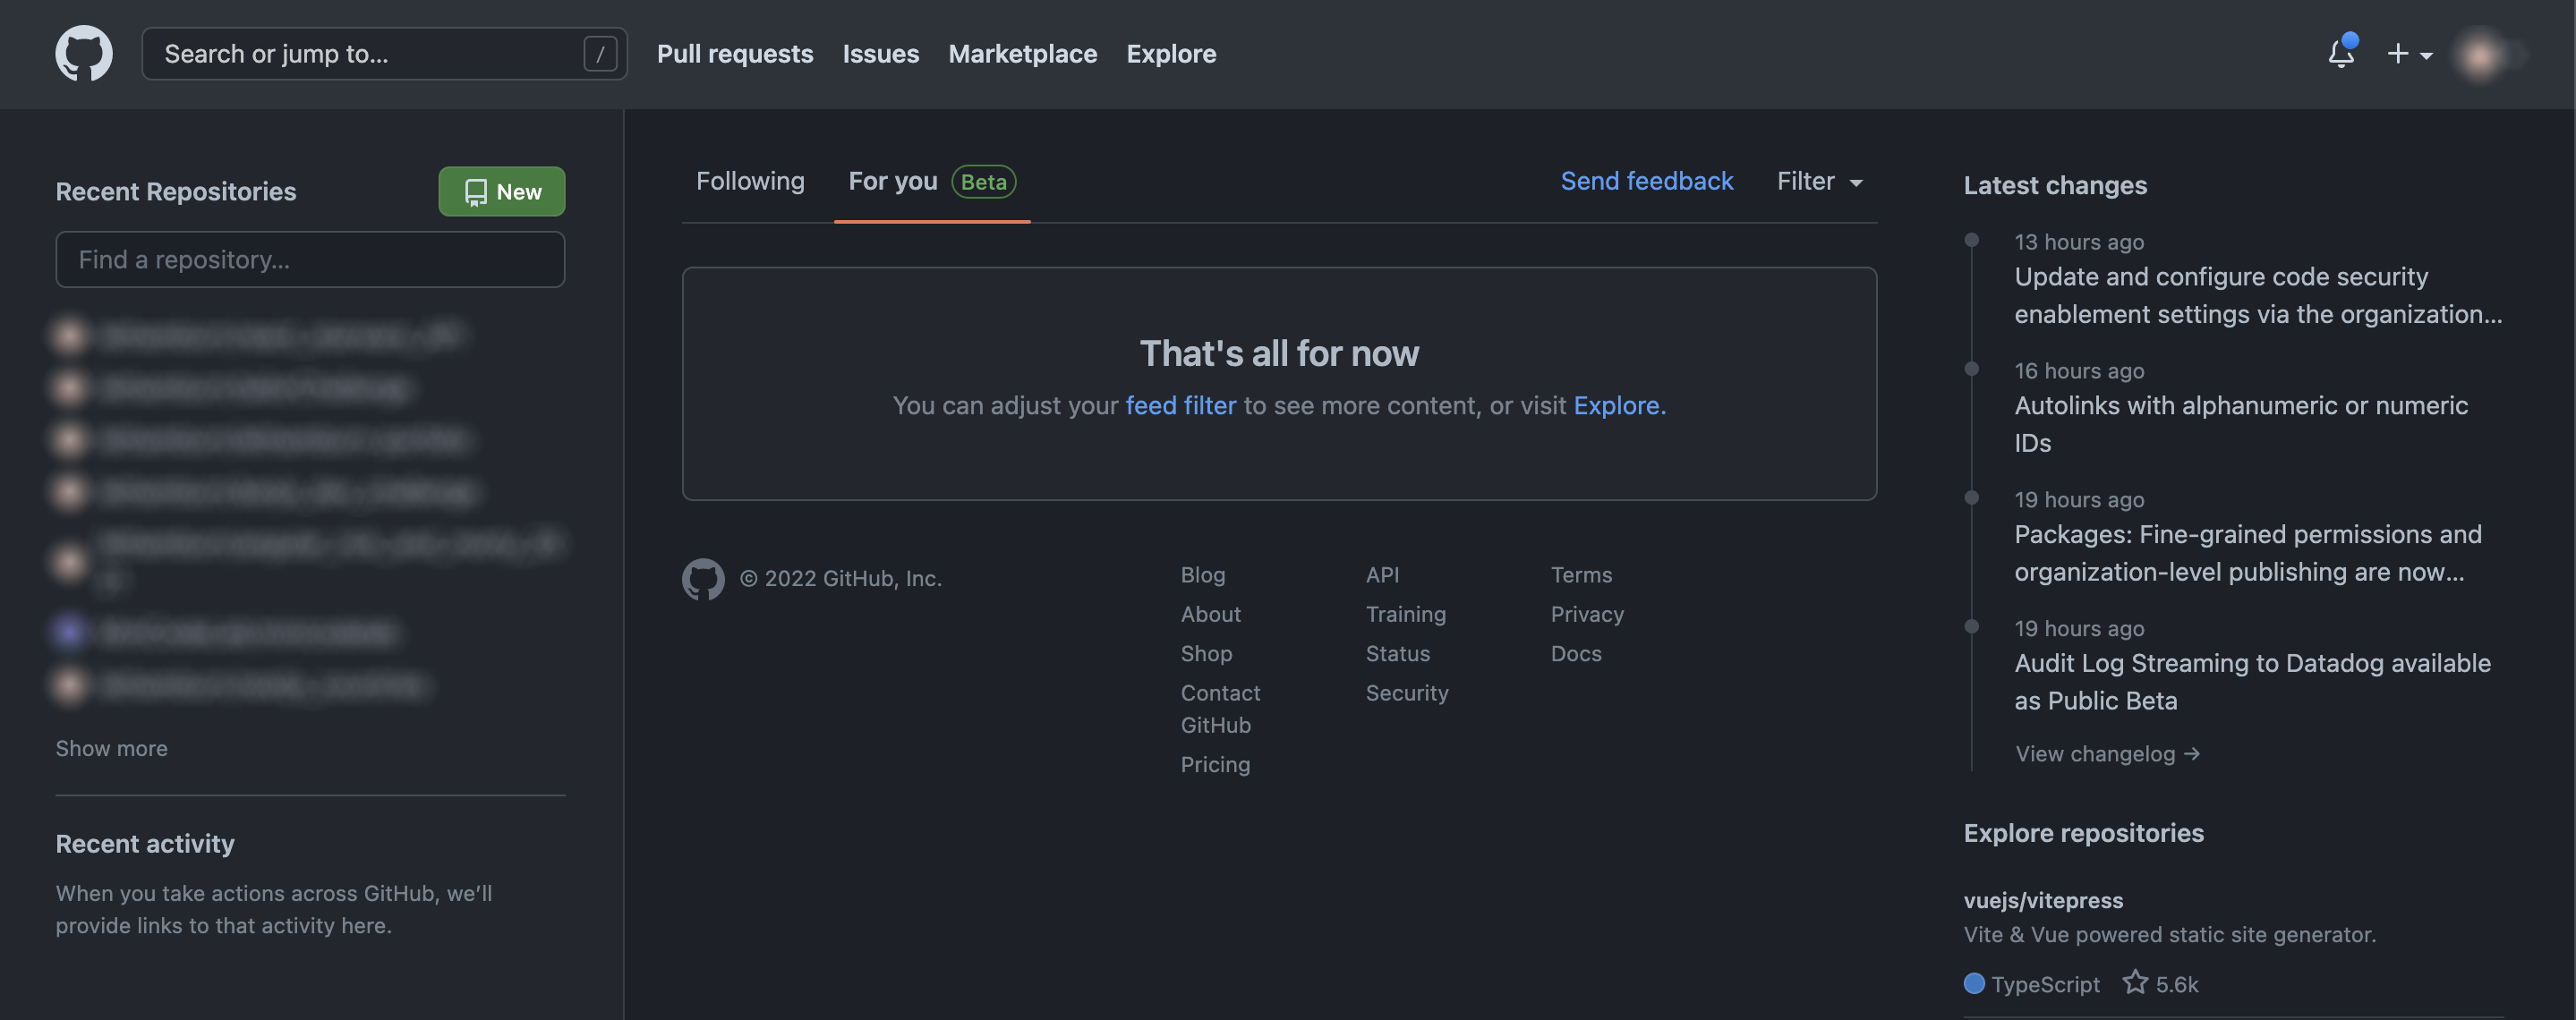 Search or jump to...
/
Pull requests
Issues
Marketplace
Explore
Recent Repositories
New
Find a repository...
Show more
Recent activity
When you take actions across GitHub, we’ll
provide links to that activity here.
Following
For you
Beta
Send feedback
Filter
That's all for now
You can adjust your feed filter to see more content, or visit Explore.
© 2022 GitHub, Inc.
Blog
About
Shop
Contact
GitHub
Pricing
API
Training
Status
Security
Terms
Privacy
Docs
Latest changes
13 hours ago
Update and configure code security
enablement settings via the organization...
16 hours ago
Autolinks with alphanumeric or numeric
IDs
19 hours ago
Packages: Fine-grained permissions and
organization-level publishing are now...
19 hours ago
Audit Log Streaming to Datadog available
as Public Beta
View changelog →
Explore repositories
vuejs/vitepress
Vite & Vue powered static site generator.
TypeScript
5.6k